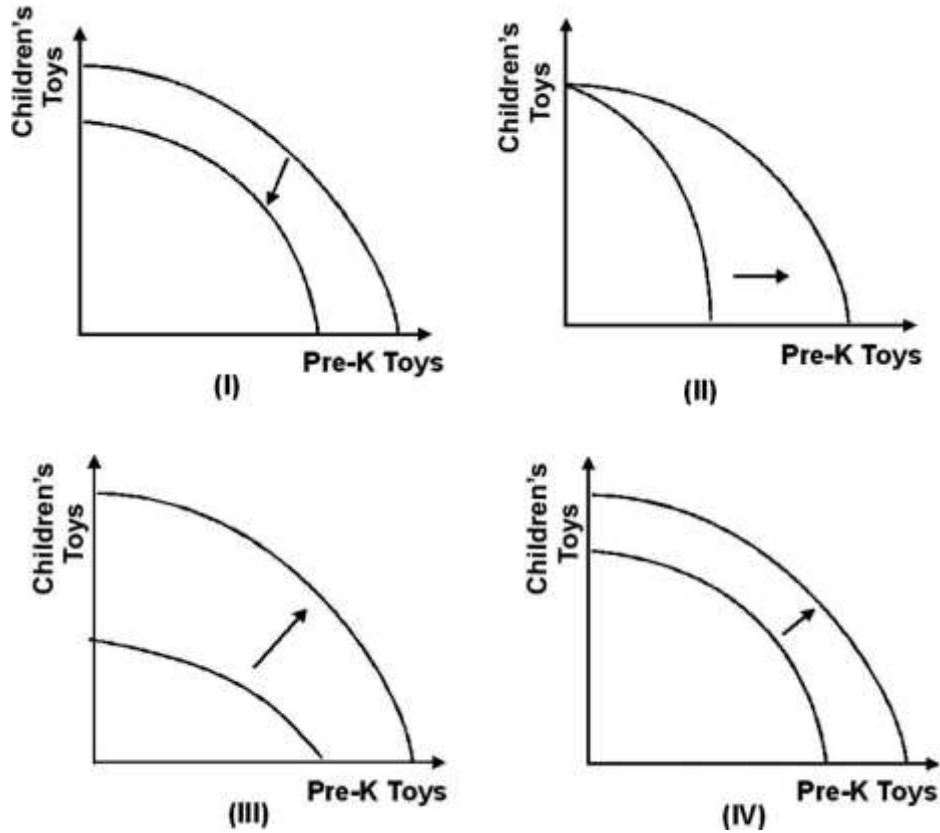 Children's
Toys
Pre-K Toys
(I)
Children's
Toys
Pre-K Toys
(II)
Children's
Toys
Pre-K Toys
(III)
Children's
Toys
Pre-K Toys
(IV)